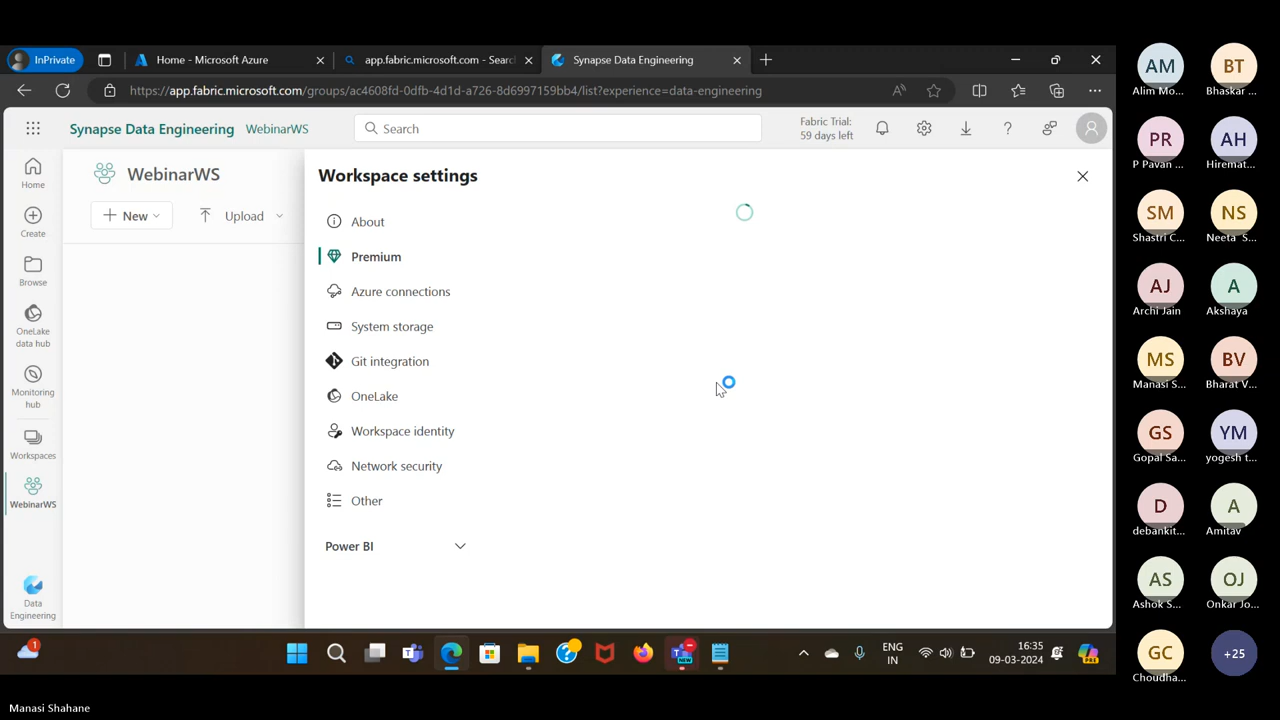 InPrivate
Home - Microsoft Azure
app.fabric.microsoft.com - Searc
Synapse Data Engineering
https://app.fabric.microsoft.com/groups/ac4608fd-0dfb-4d1d-a726-8d6997159bb4/list?experience=data-engineering
Synapse Data Engineering WebinarWS
Search
Fabric Trial:
59 days left
Home
Create
Browse
OneLake
data hub
Monitoring
hub
Workspaces
WebinarWS
Data
Engineering
WebinarWS
New
Upload
Workspace settings
About
Premium
Azure connections
System storage
Git integration
OneLake
Workspace identity
Network security
Other
Power BI
1
NEW
ENG
IN
16:35
09-03-2024
PRE
AM
Alim Mo...
BT
Bhaskar ...
PR
P Pavan ...
AH
Hiremat...
SM
Shastri C...
NS
Neeta S...
AJ
Archi Jain
A
Akshaya
MS
Manasi S...
BV
Bharat V...
GS
Gopal Sa...
YM
yogesh t...
D
debankit...
A
Amitav
AS
Ashok S...
OJ
Onkar Jo...
GC
Choudha...
+25
Manasi Shahane